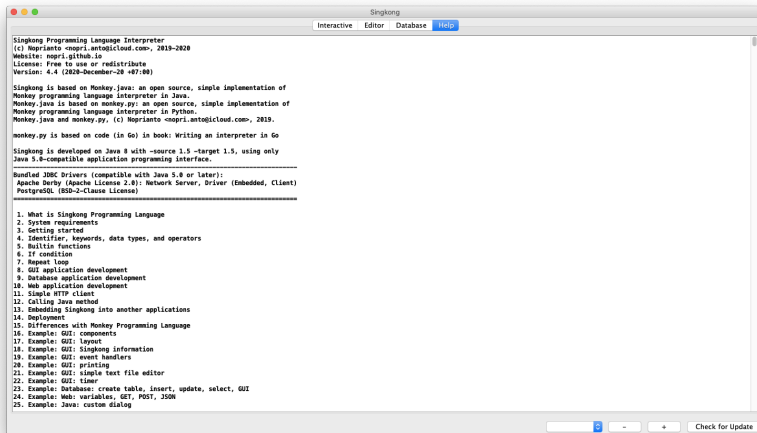 Singkong
Interactive Editor Database Help
Singkong Programming Language Interpreter
(c) Noprianto <nopri.anto@icloud.com>, 2019-2020
Website: nopri.github.io
License: Free to use or redistribute
Version: 4.4 (2020-December-20 +07:00)
Singkong is based on Monkey.java: an open source, simple implementation of
Monkey programming language interpreter in Java.
Monkey.java is based on monkey.py: an open source, simple implementation of
Monkey programming language interpreter in Python.
Monkey.java and monkey.py, (c) Noprianto <nopri.anto@icloud.com>, 2019.
monkey.py is based on code (in Go) in book: Writing an interpreter in Go
Singkong is developed on Java 8 with -source 1.5 -target 1.5, using only
Java 5.0-compatible application programming interface.
Bundled JDBC Drivers (compatible with Java 5.0 or later):
Apache Derby (Apache License 2.0): Network Server, Driver (Embedded, Client)
PostgreSQL (BSD-2-Clause License)
1. What is Singkong Programming Language
2. System requirements
3. Getting started
4. Identifier, keywords, data types, and operators
5. Builtin functions
6. If condition
7. Repeat loop
8. GUI application development
9. Database application development
10. Web application development
11. Simple HTTP client
12. Calling Java method
13. Embedding Singkong into another applications
14. Deployment
15. Differences with Monkey Programming Language
16. Example: GUI: components
17. Example: GUI: layout
18. Example: GUI: Singkong information
19. Example: GUI: event handlers
20. Example: GUI: printing
21. Example: GUI: simple text file editor
22. Example: GUI: timer
23. Example: Database: create table, insert, update, select, GUI
24. Example: Web: variables, GET, POST, JSON
25. Example: Java: custom dialog
- + Check for Update